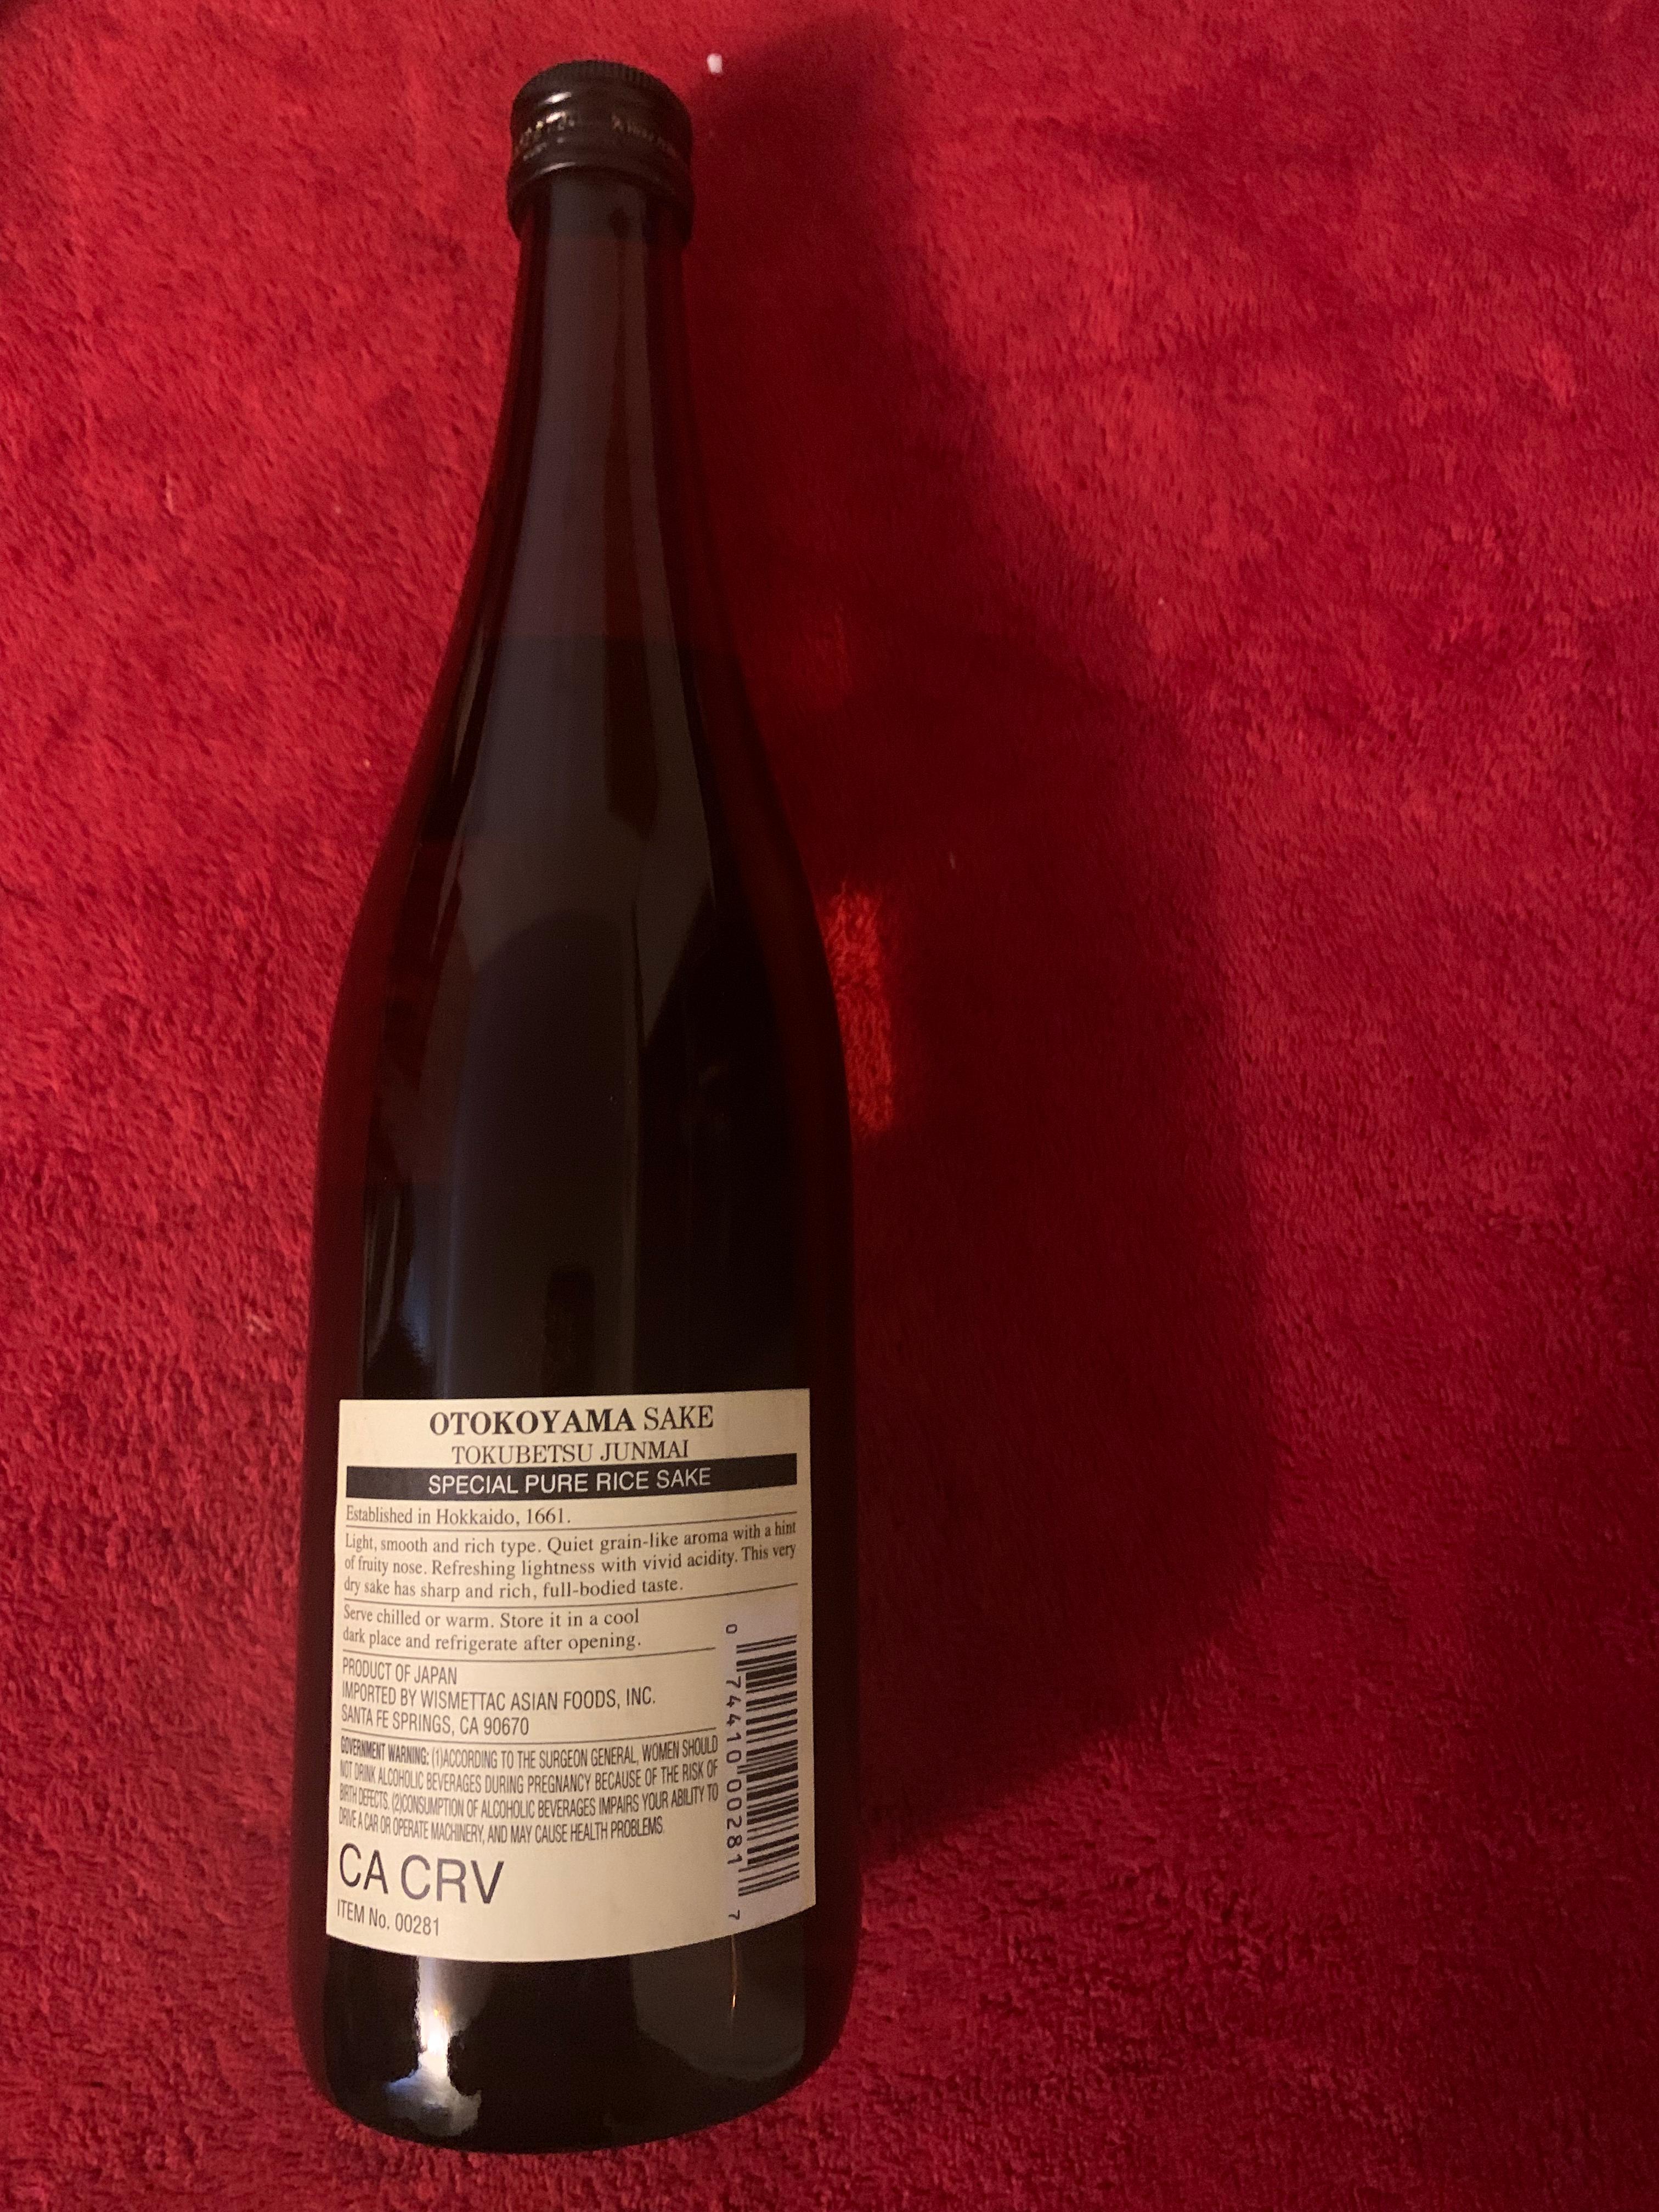 OTOKOYAMA SAKE
TOKUBETSU JUNMAI
SPECIAL PURE RICE SAKE
Established in Hokkaido, 1661.
Light, smooth and rich type. Quiet grain-like aroma with a hint
of fruity nose. Refreshing lightness with vivid acidity. This very
dry sake has sharp and rich, full-bodied taste.
Serve chilled or warm. Store it in a cool
dark place and refrigerate after opening.
PRODUCT OF JAPAN
IMPORTED BY WISMETTAC ASIAN FOODS, INC.
SANTA FE SPRINGS, CA 90670
GOVERNMENT WARNING: (1)ACCORDING TO THE SURGEON GENERAL, WOMEN SHOULD
NOT DRINK ALCOHOLIC BEVERAGES DURING PREGNANCY BECAUSE OF THE RISK OF
BIRTH DEFECTS. (2)CONSUMPTION OF ALCOHOLIC BEVERAGES IMPAIRS YOUR ABILITY TO
DRIVE A CAR OR OPERATE MACHINERY, AND MAY CAUSE HEALTH PROBLEMS.
CA CRV
ITEM No. 00281
0 74410 00281 7